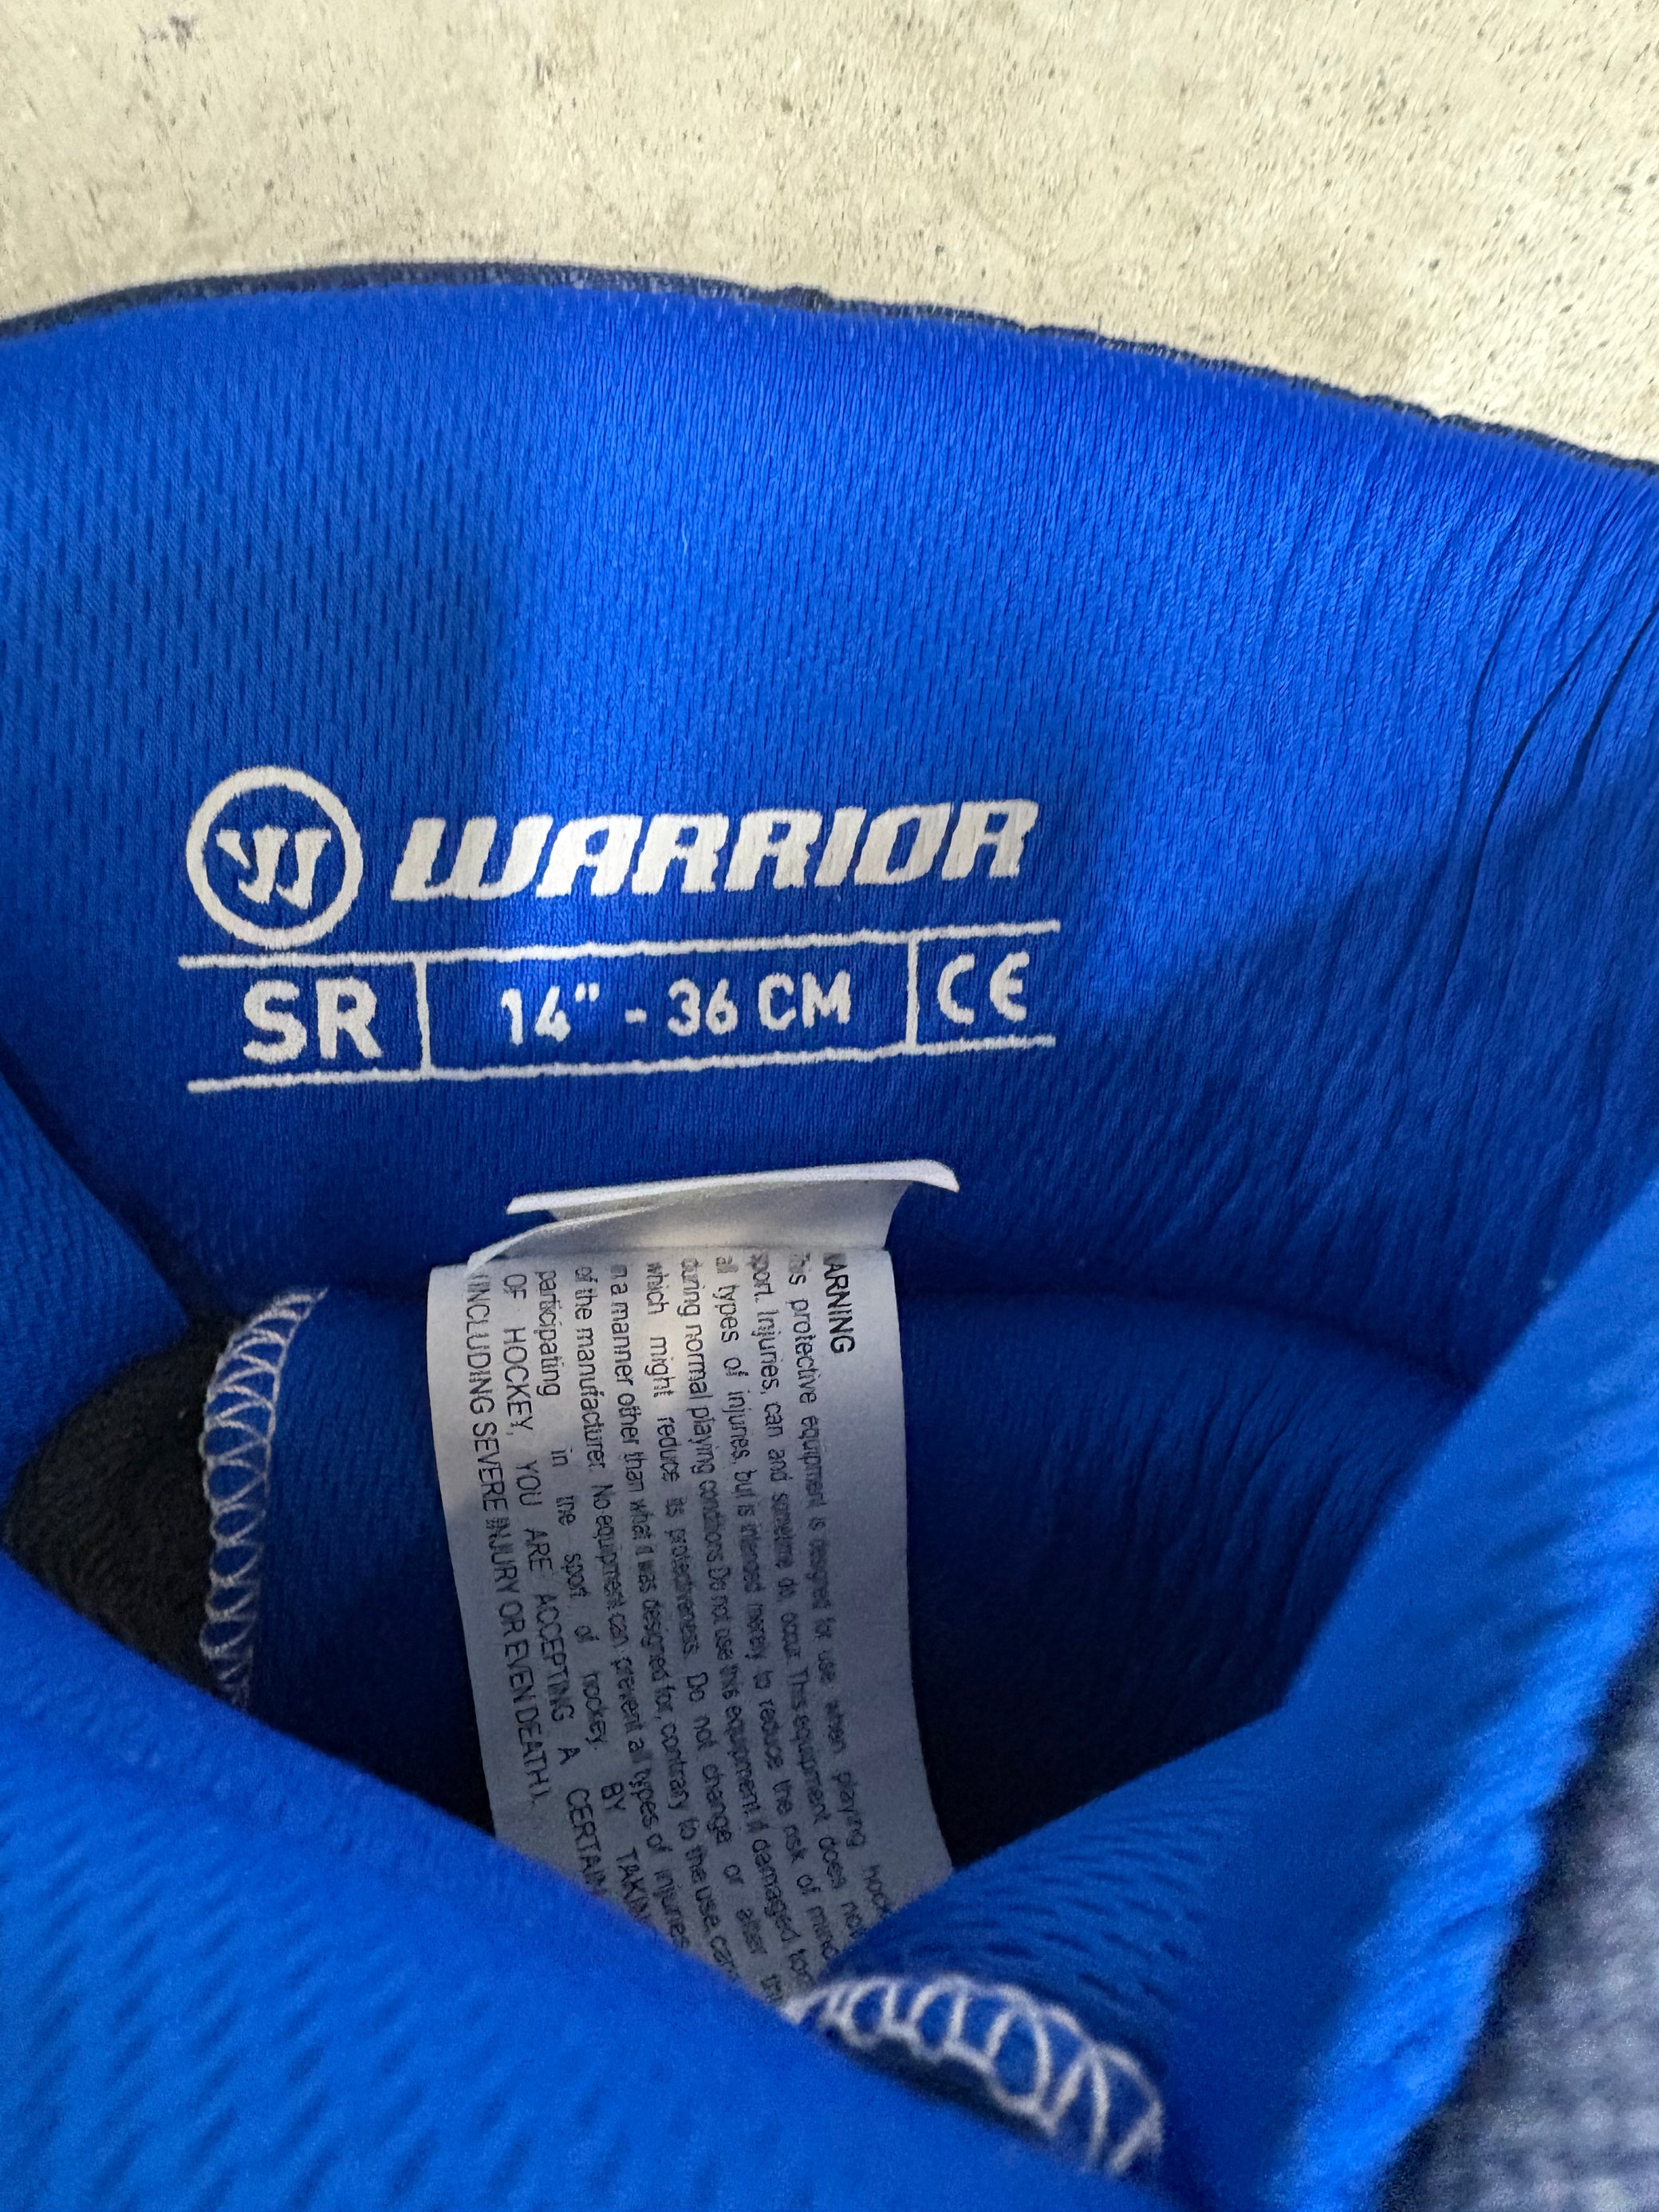 WARRIOR
SR 14" - 36 CM CE
WARNING
This protective equipment is designed for use when playing
sport. Injuries, can and sometime do, occur. This equipment does
all types of injuries, but is intended merely to reduce the risk of
during normal playing conditions. Do not use this equipment if damaged
which might reduce its protectiveness. Do not change or alter
in a manner other than what it was designed for, contrary to the use,
of the manufacturer. No equipment can prevent all types of injuries
participating in the sport of hockey. BY
OF HOCKEY, YOU ARE ACCEPTING A CERTAIN
(INCLUDING SEVERE INJURY OR EVEN DEATH).